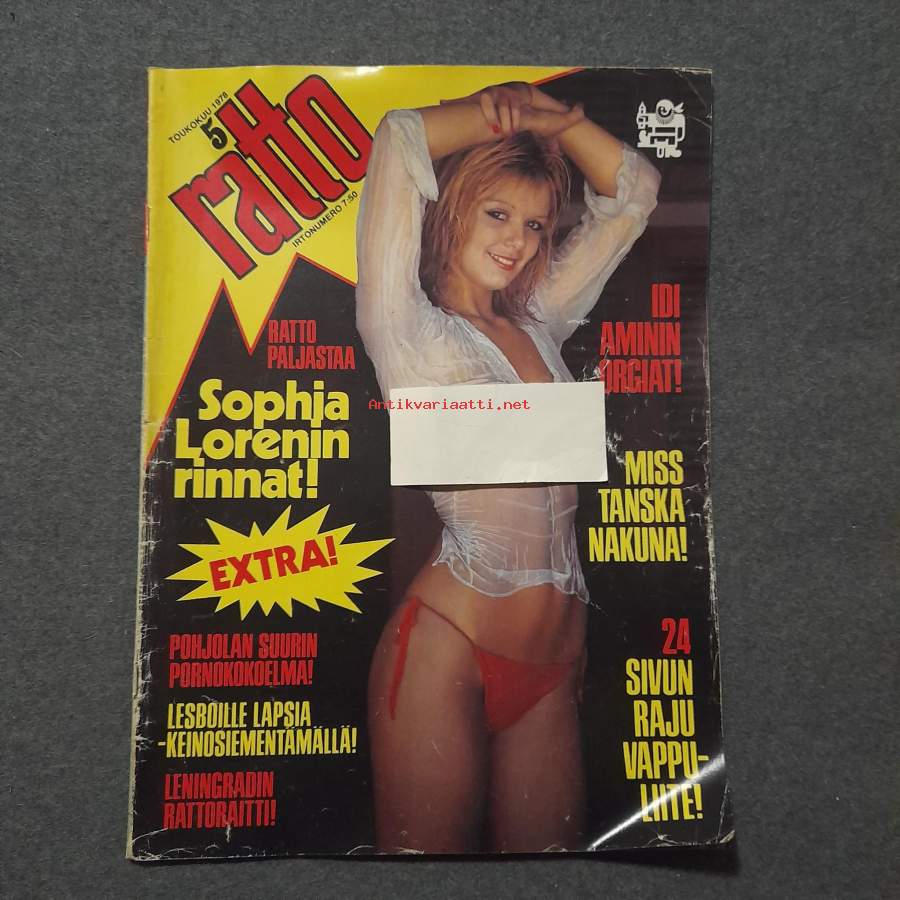 TOUKOKUU 1978
5
ratto
IRTONUMERO 7:50
RATTO
PALJASTAA
Sophia
Lorenin
rinnat!
EXTRA!
POHJOLAN SUURIN
PORNOKOKOELMA!
LESBOILLE LAPSIA
-KEINOSIEMENTÄMÄLLÄ!
LENINGRADIN
RATTORAITTI!
IDI
AMININ
ORGIAT!
Antikvariaatti.net
MISS
TANSKA
NAKUNA!
24
SIVUN
RAJU
VAPPU-
LIITE!